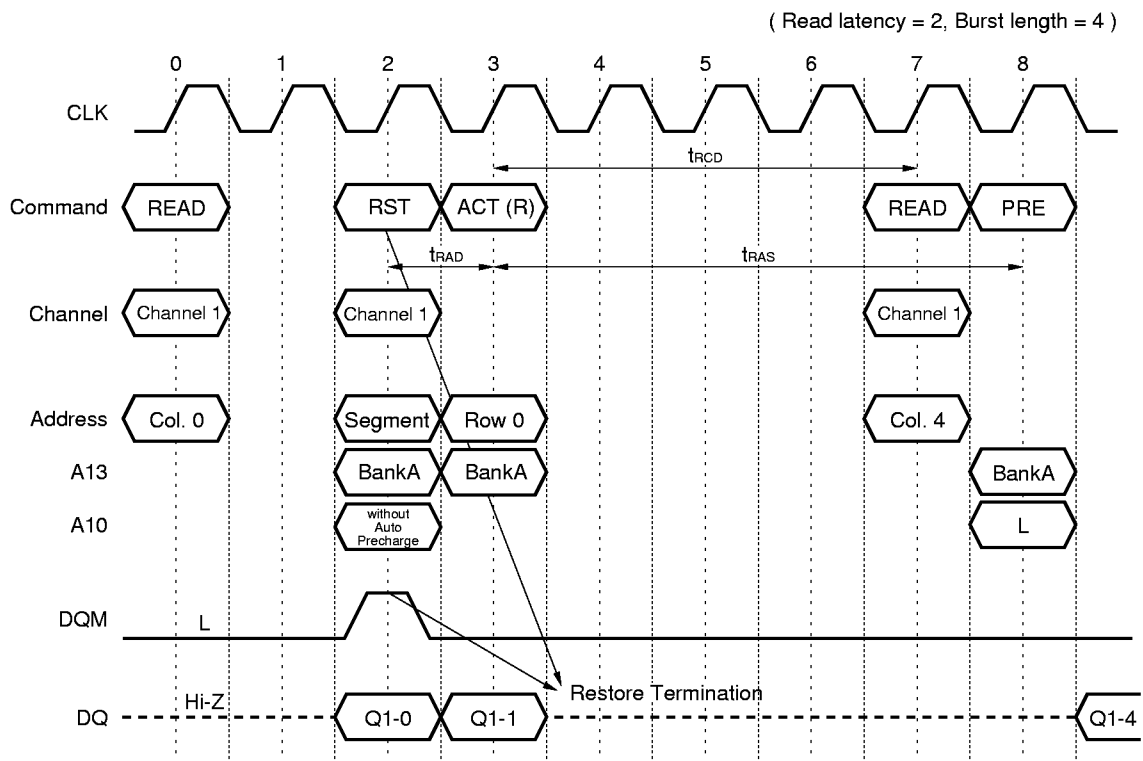 ( Read latency = 2, Burst length = 4 )
0 1 2 3 4 5 6 7 8
CLK
tRCD
Command READ RST ACT (R) READ PRE
tRAD tRAS
Channel Channel 1 Channel 1 Channel 1
Address Col. 0 Segment Row 0 Col. 4
A13 BankA BankA BankA
A10 without Auto Precharge L
DQM L
Restore Termination
Hi-Z
DQ Q1-0 Q1-1 Q1-4